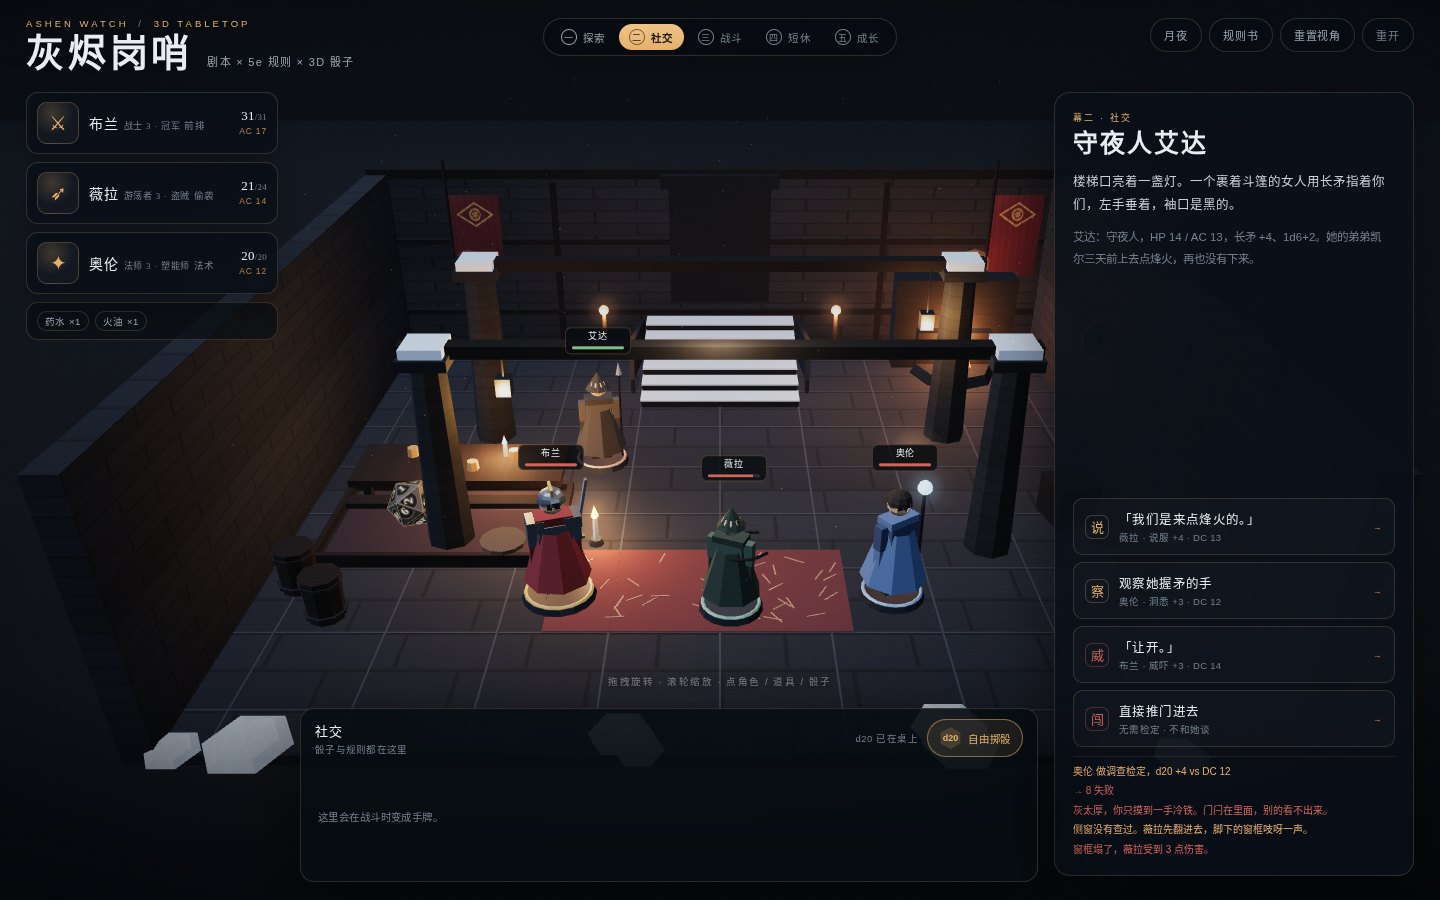 ASHEN WATCH / 3D TABLETOP
灰烬岗哨
剧本 × 5e 规则 × 3D 骰子
一 探索
二 社交
三 战斗
四 短休
五 成长
月夜
规则书
重置视角
重开
布兰 战士 3 · 冠军 前排
31/31
AC 17
薇拉 游荡者 3 · 盗贼 偷袭
21/24
AC 14
奥伦 法师 3 · 塑能师 法术
20/20
AC 12
药水 ×1
火油 ×1
艾达
布兰
薇拉
奥伦
拖拽旋转 · 滚轮缩放 · 点角色 / 道具 / 骰子
社交
骰子与规则都在这里
d20 已在桌上
d20 自由掷骰
这里会在战斗时变成手牌。
幕二 · 社交
守夜人艾达
楼梯口亮着一盏灯。一个裹着斗篷的女人用长矛指着你
们，左手垂着，袖口是黑的。
艾达：守夜人，HP 14 / AC 13，长矛 +4、1d6+2。她的弟弟凯
尔三天前上去点烽火，再也没有下来。
说 「我们是来点烽火的。」 →
薇拉 · 说服 +4 · DC 13
察 观察她握矛的手 →
奥伦 · 洞悉 +3 · DC 12
威 「让开。」 →
布兰 · 威吓 +3 · DC 14
闯 直接推门进去 →
无需检定 · 不和她谈
奥伦 做调查检定，d20 +4 vs DC 12
→ 8 失败
灰太厚，你只摸到一手冷铁。门闩在里面，别的看不出来。
侧窗没有查过。薇拉先翻进去，脚下的窗框吱呀一声。
窗框塌了，薇拉受到 3 点伤害。